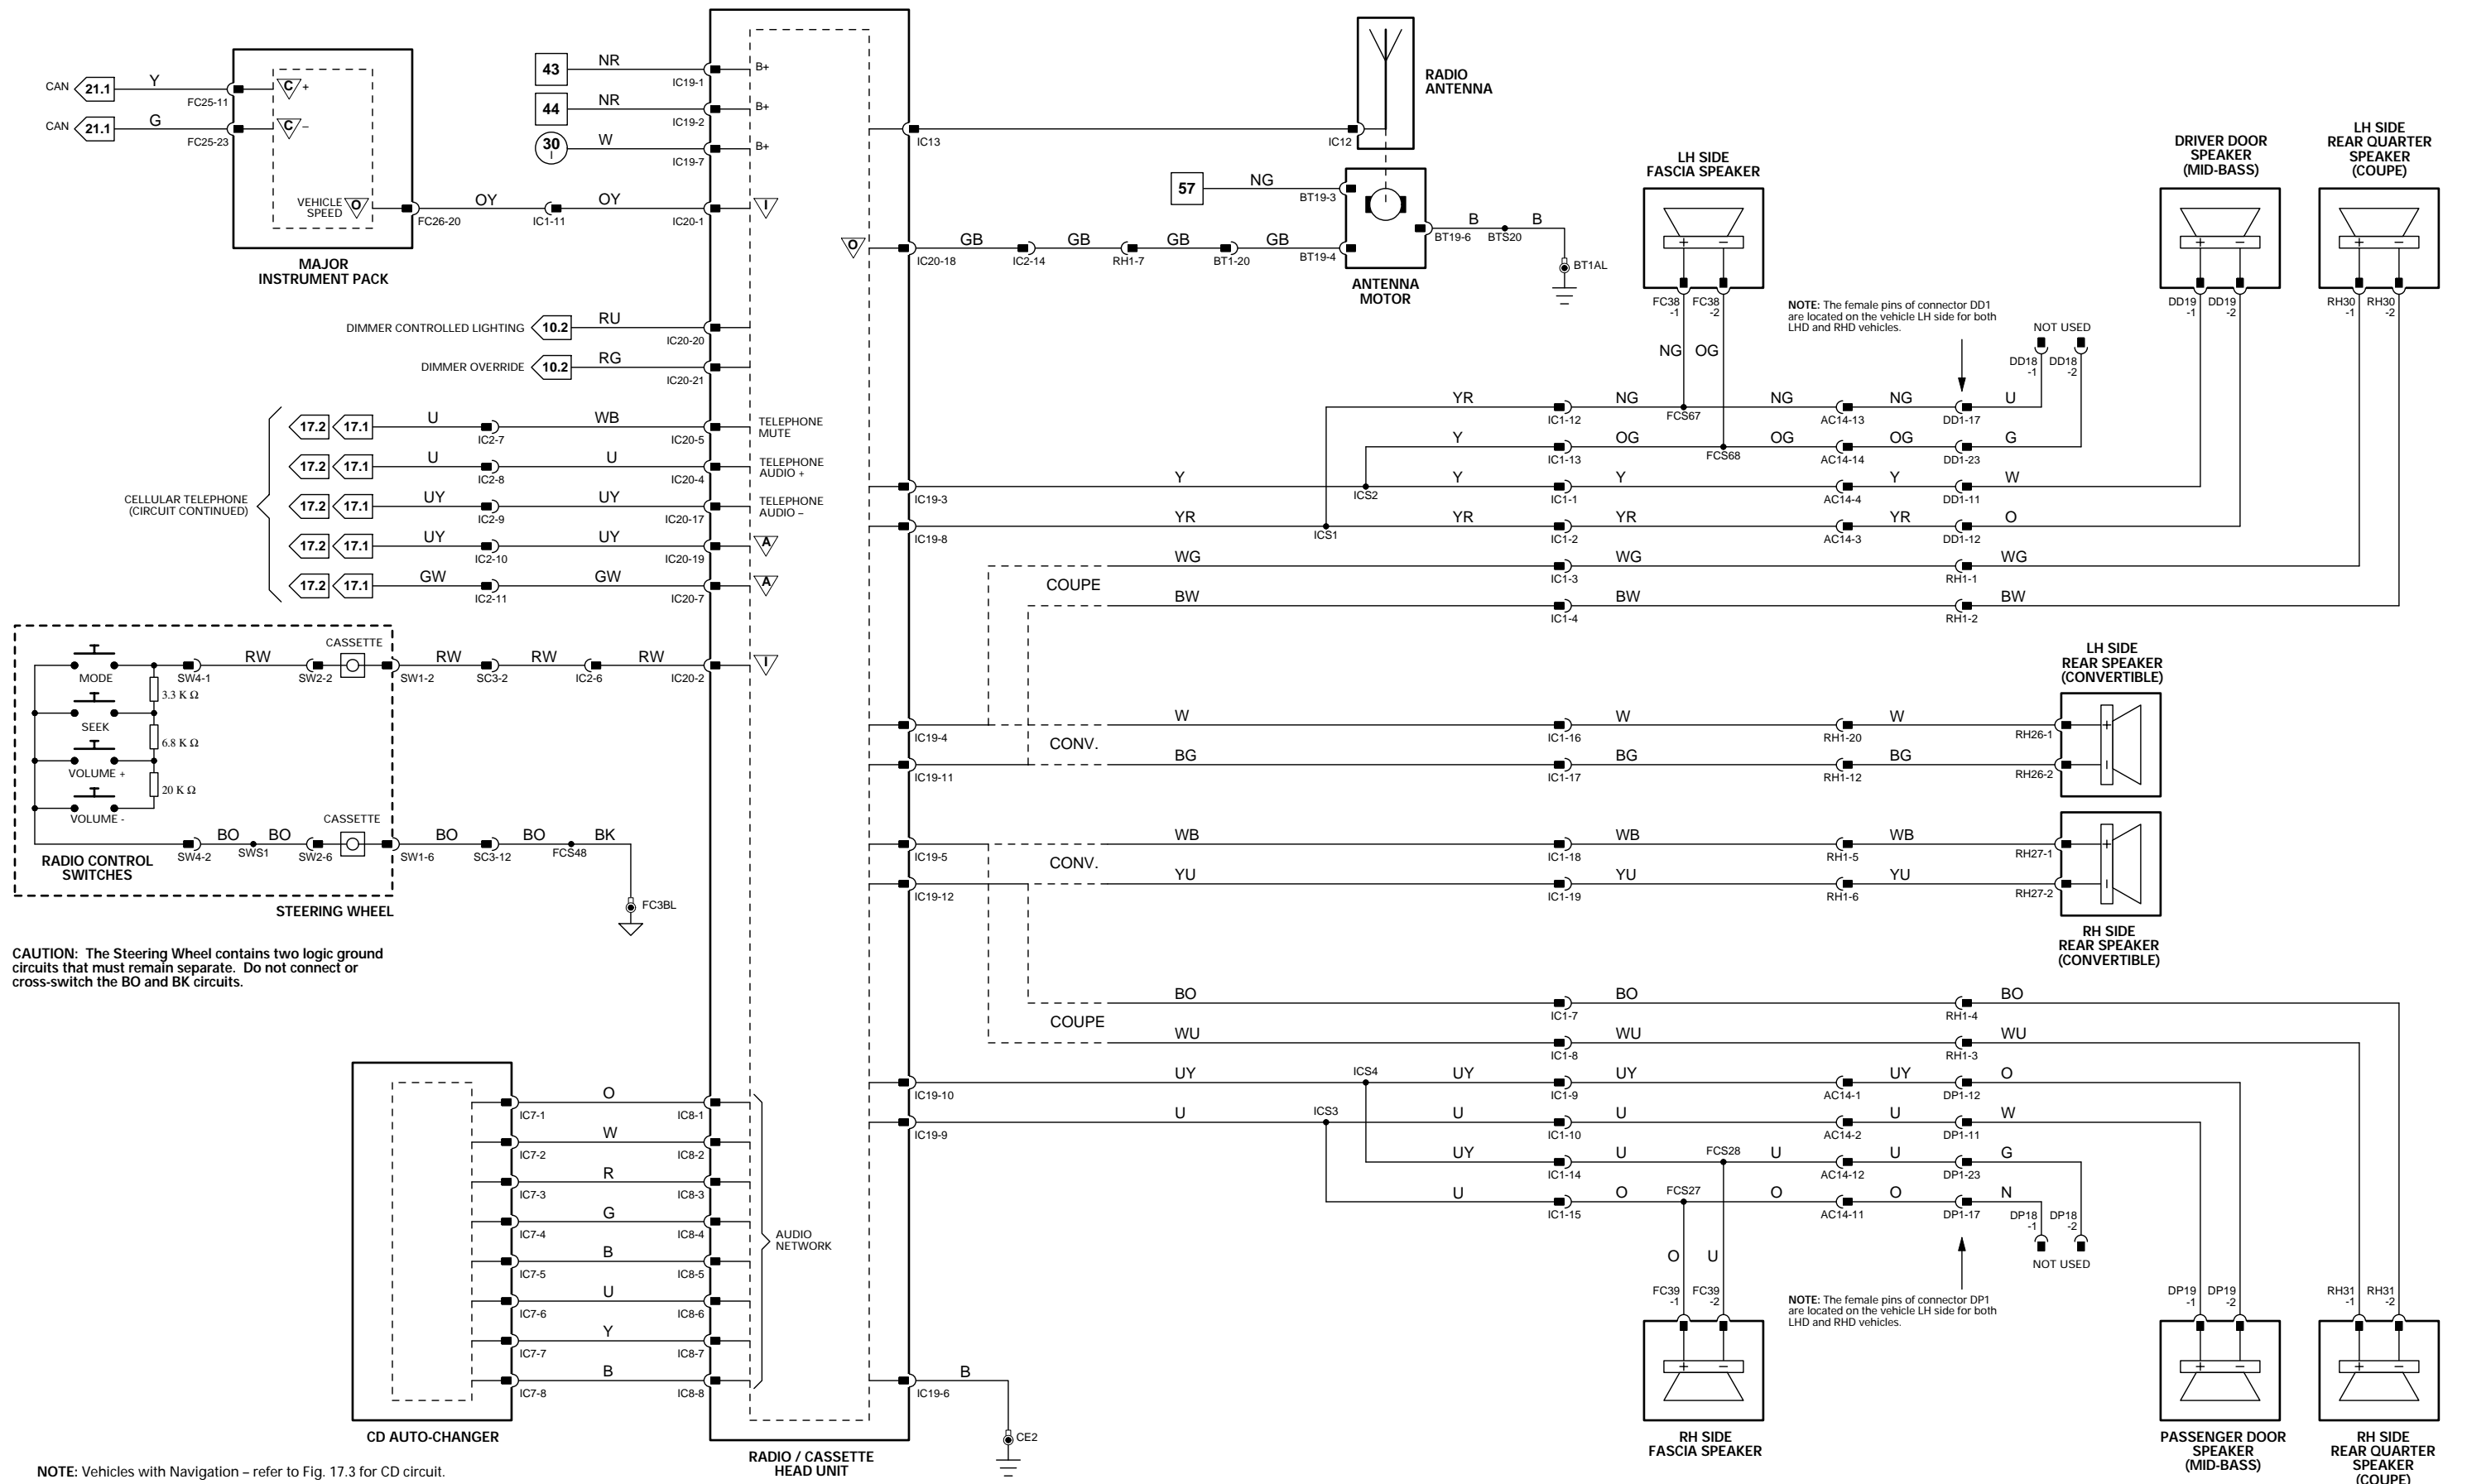 CAN 21.1 Y FC25-11 C +
CAN 21.1 G FC25-23 C –
VEHICLE
SPEED O
FC26-20 OY IC1-11 OY IC20-1 I
MAJOR
INSTRUMENT PACK
43 NR IC19-1 B+
44 NR IC19-2 B+
30 I W IC19-7 B+
DIMMER CONTROLLED LIGHTING 10.2 RU IC20-20
DIMMER OVERRIDE 10.2 RG IC20-21
CELLULAR TELEPHONE
(CIRCUIT CONTINUED)
17.2 17.1 U IC2-7 WB IC20-5
TELEPHONE
MUTE
17.2 17.1 U IC2-8 U IC20-4
TELEPHONE
AUDIO +
17.2 17.1 UY IC2-9 UY IC20-17
TELEPHONE
AUDIO –
17.2 17.1 UY IC2-10 UY IC20-19 A
17.2 17.1 GW IC2-11 GW IC20-7 A
MODE
SEEK
VOLUME +
VOLUME -
3.3 K Ω
6.8 K Ω
20 K Ω
SW4-1 RW SW2-2 CASSETTE SW1-2 RW SC3-2 RW IC2-6 RW IC20-2 I
SW4-2 BO SWS1 BO SW2-6 CASSETTE SW1-6 BO SC3-12 BO FCS48 BK
FC3BL
RADIO CONTROL
SWITCHES
STEERING WHEEL
CAUTION: The Steering Wheel contains two logic ground
circuits that must remain separate. Do not connect or
cross-switch the BO and BK circuits.
IC7-1 O IC8-1
IC7-2 W IC8-2
IC7-3 R IC8-3
IC7-4 G IC8-4
IC7-5 B IC8-5
IC7-6 U IC8-6
IC7-7 Y IC8-7
IC7-8 B IC8-8
AUDIO
NETWORK
CD AUTO-CHANGER
NOTE: Vehicles with Navigation – refer to Fig. 17.3 for CD circuit.
RADIO / CASSETTE
HEAD UNIT
IC19-6 B
CE2
IC13 IC12
RADIO
ANTENNA
57 NG BT19-3
O IC20-18 GB IC2-14 GB RH1-7 GB BT1-20 GB BT19-4
ANTENNA
MOTOR
BT19-6 B BTS20 B
BT1AL
LH SIDE
FASCIA SPEAKER
+ –
FC38
-1
FC38
-2
NG OG
NOTE: The female pins of connector DD1
are located on the vehicle LH side for both
LHD and RHD vehicles.
NOT USED
DD18
-1
DD18
-2
DRIVER DOOR
SPEAKER
(MID-BASS)
+ –
DD19
-1
DD19
-2
LH SIDE
REAR QUARTER
SPEAKER
(COUPE)
+ –
RH30
-1
RH30
-2
YR IC1-12 NG FCS67 NG AC14-13 NG DD1-17 U
Y IC1-13 OG FCS68 OG AC14-14 OG DD1-23 G
IC19-3 Y ICS2 Y IC1-1 Y AC14-4 Y DD1-11 W
IC19-8 YR ICS1 YR IC1-2 YR AC14-3 YR DD1-12 O
COUPE
WG IC1-3 WG RH1-1 WG
BW IC1-4 BW RH1-2 BW
LH SIDE
REAR SPEAKER
(CONVERTIBLE)
IC19-4 W IC1-16 W RH1-20 W RH26-1 +
CONV.
IC19-11 BG IC1-17 BG RH1-12 BG RH26-2 –
IC19-5 WB IC1-18 WB RH1-5 WB RH27-1 +
CONV.
IC19-12 YU IC1-19 YU RH1-6 YU RH27-2 –
RH SIDE
REAR SPEAKER
(CONVERTIBLE)
BO IC1-7 BO RH1-4 BO
COUPE
WU IC1-8 WU RH1-3 WU
IC19-10 UY ICS4 UY IC1-9 UY AC14-1 UY DP1-12 O
IC19-9 U ICS3 U IC1-10 U AC14-2 U DP1-11 W
UY IC1-14 U FCS28 U AC14-12 U DP1-23 G
U IC1-15 O FCS27 O AC14-11 O DP1-17 N
DP18
-1
DP18
-2
NOT USED
O U
FC39
-1
FC39
-2
+ –
RH SIDE
FASCIA SPEAKER
NOTE: The female pins of connector DP1
are located on the vehicle LH side for both
LHD and RHD vehicles.
DP19
-1
DP19
-2
+ –
PASSENGER DOOR
SPEAKER
(MID-BASS)
RH31
-1
RH31
-2
+ –
RH SIDE
REAR QUARTER
SPEAKER
(COUPE)